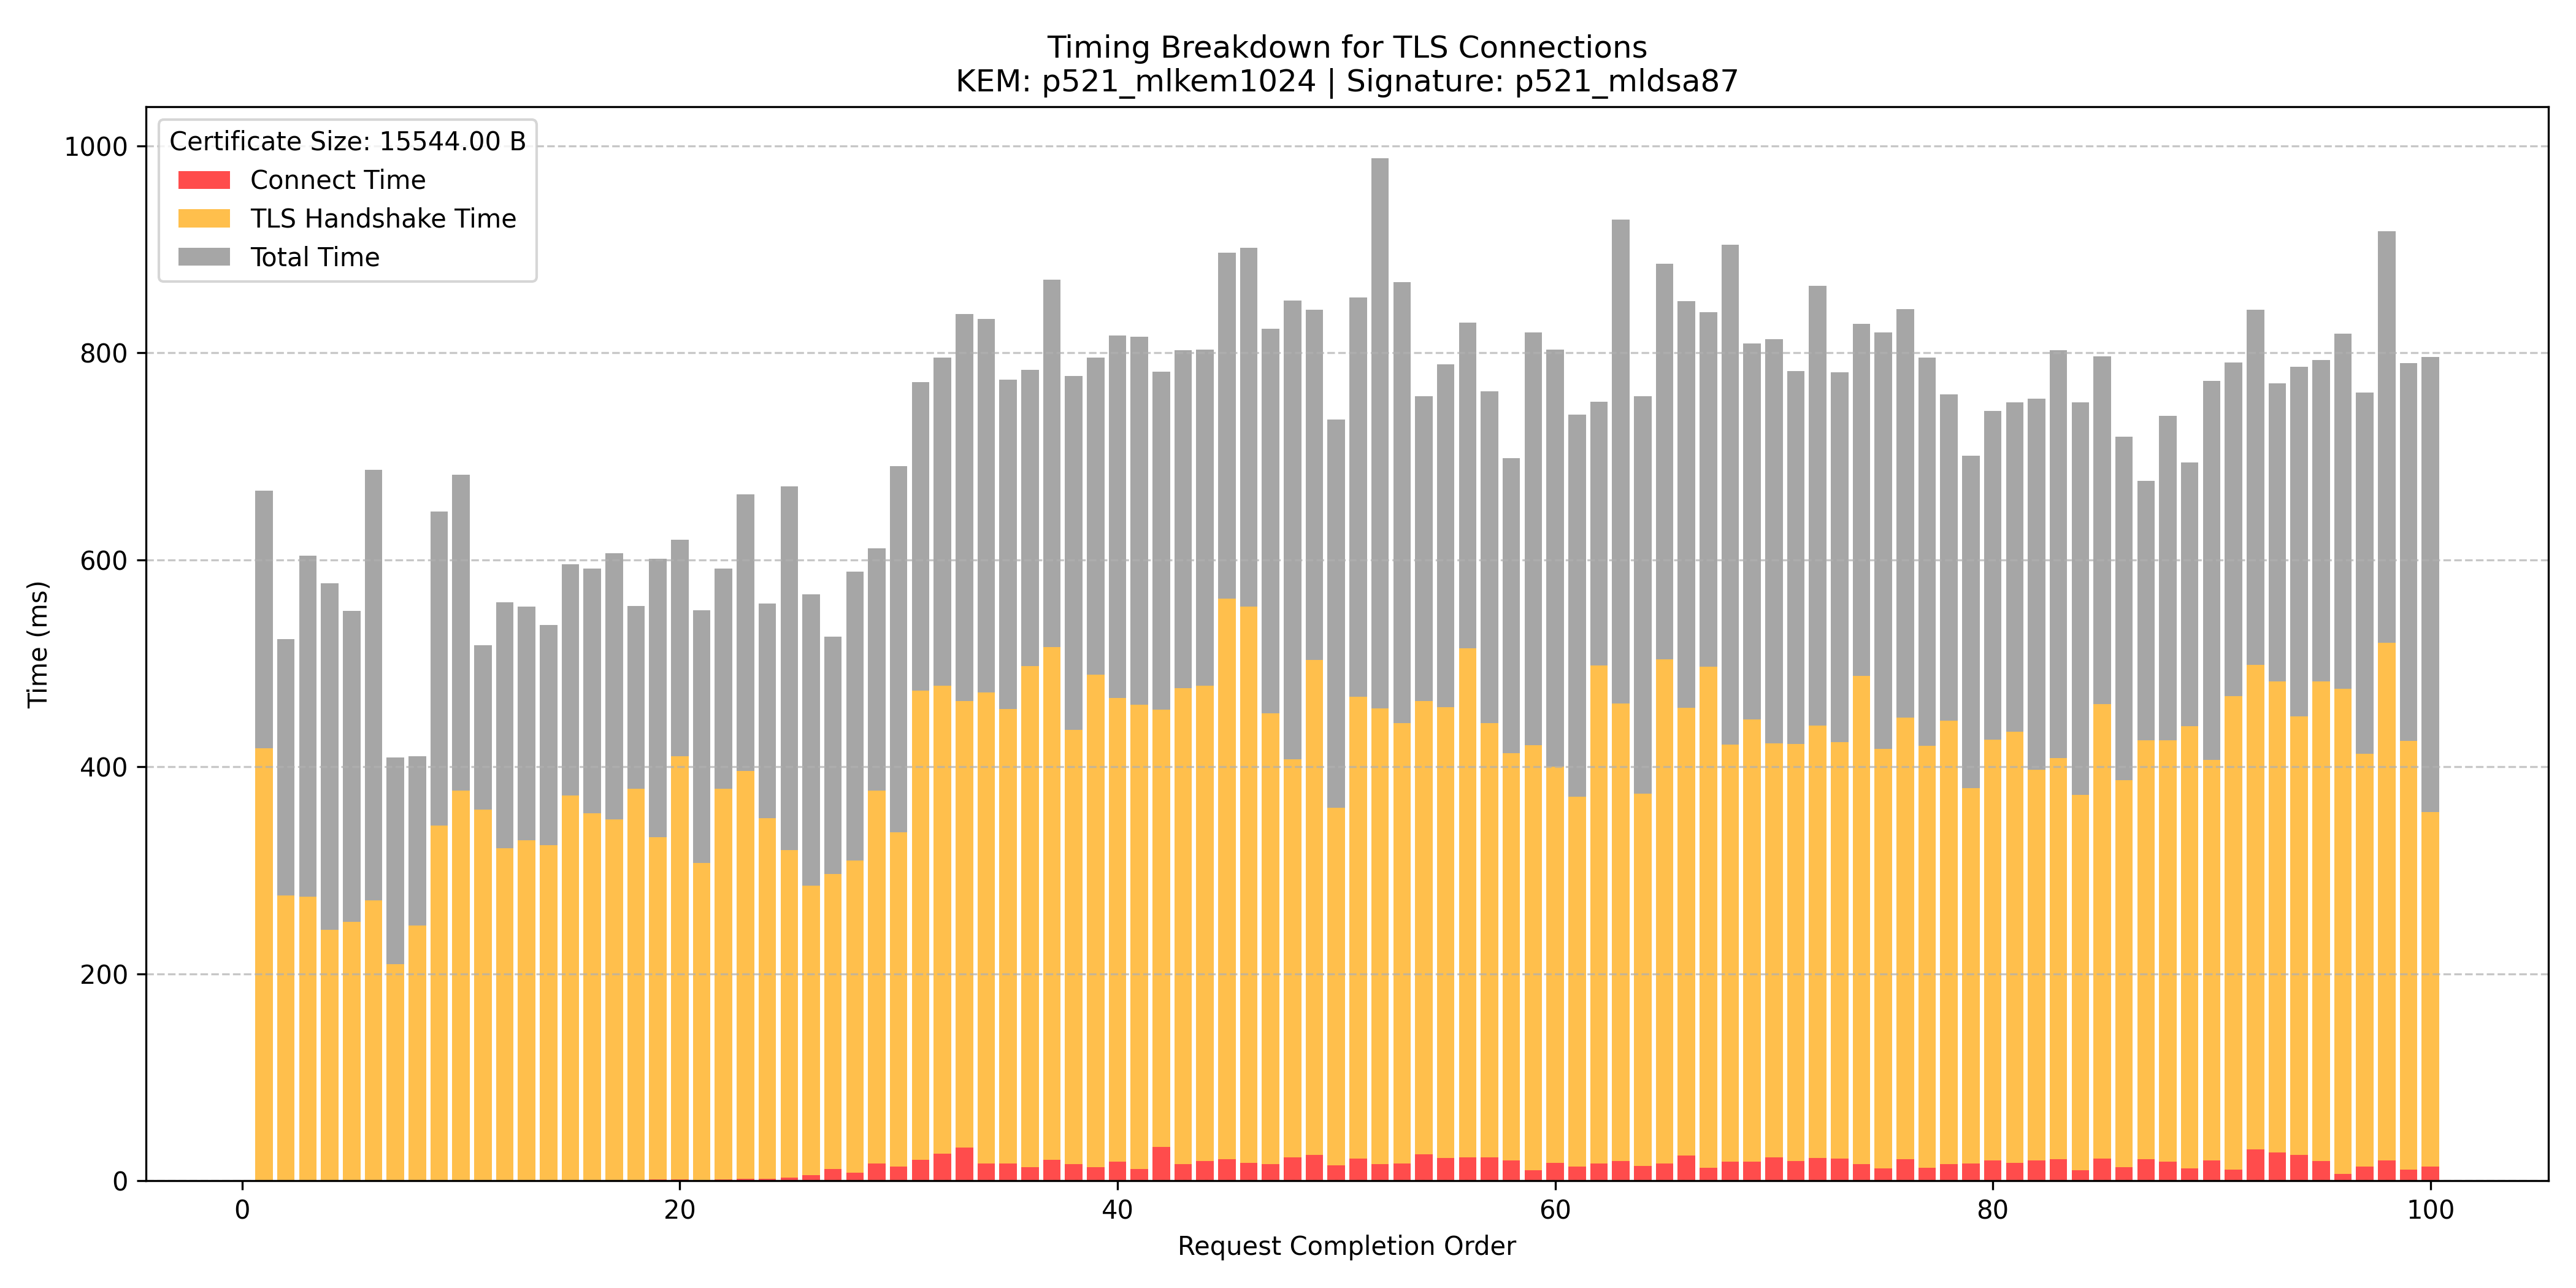 Timing Breakdown for TLS Connections
KEM: p521_mlkem1024 | Signature: p521_mldsa87
Certificate Size: 15544.00 B
Connect Time
TLS Handshake Time
Total Time
Time (ms)
1000
800
600
400
200
0
0 20 40 60 80 100
Request Completion Order